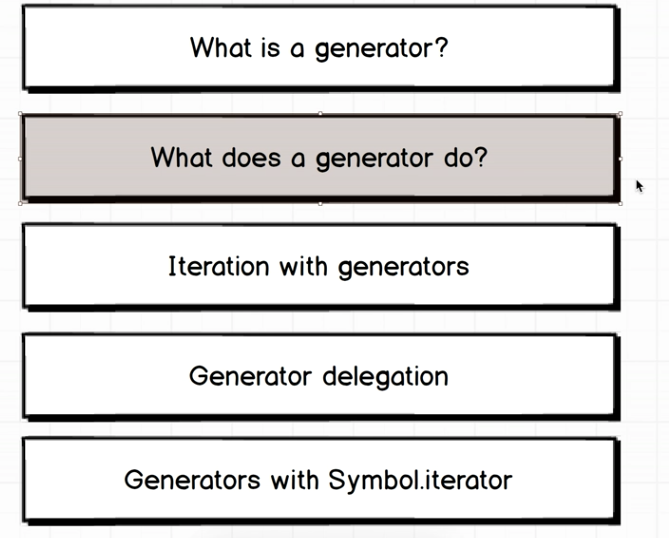 What is a generator?
What does a generator do?
Iteration with generators
Generator delegation
Generators with Symbol.iterator